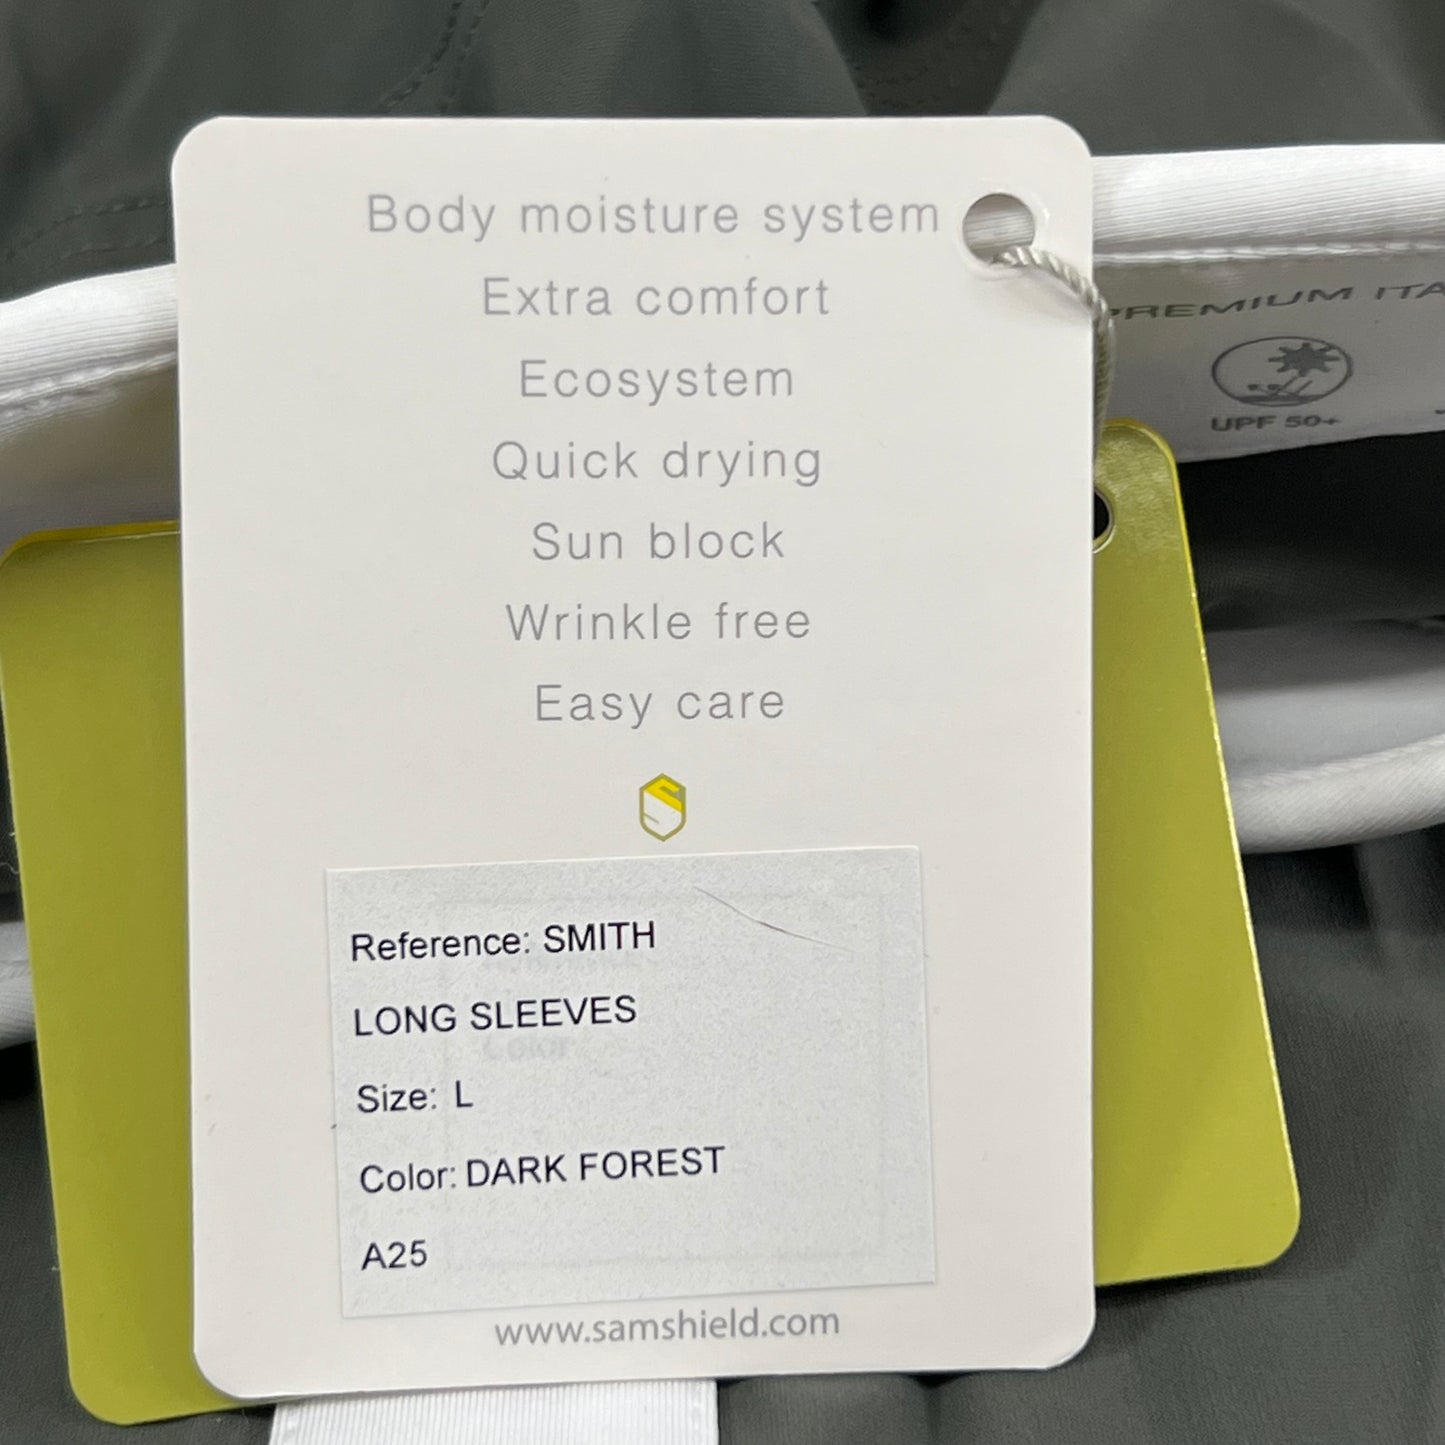 Body moisture system
Extra comfort
Ecosystem
Quick drying
Sun block
Wrinkle free
Easy care
Reference: SMITH
LONG SLEEVES
Size: L
Color: DARK FOREST
A25
www.samshield.com
PREMIUM ITA
UPF 50+